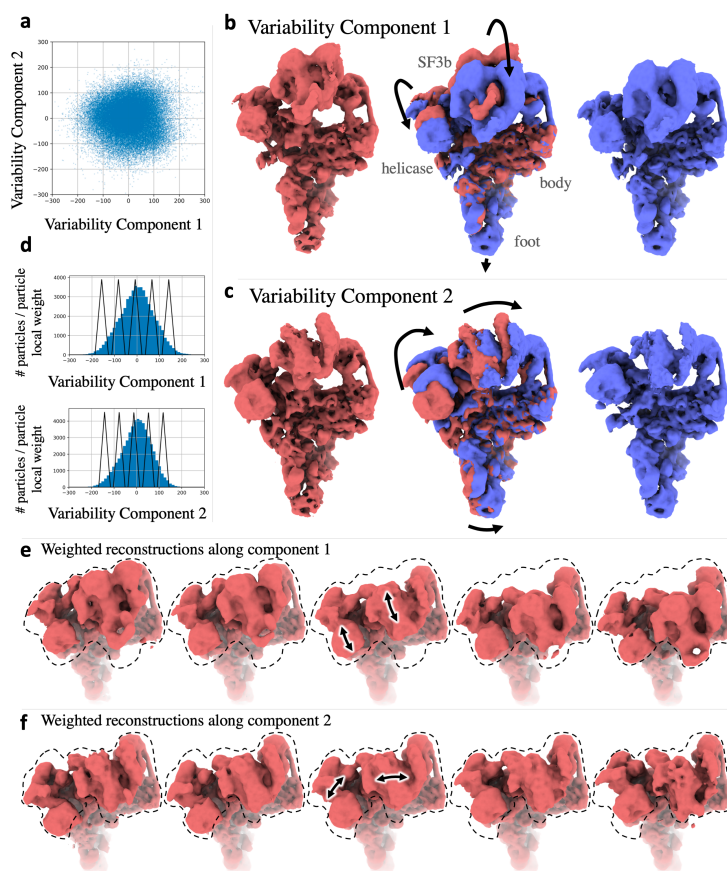 a
Variability Component 2
300
200
100
0
−100
−200
−300
−300 −200 −100 0 100 200 300
Variability Component 1
b Variability Component 1
SF3b
helicase
body
foot
c Variability Component 2
d
# particles / particle
local weight
4000
3000
2000
1000
0
−300 −200 −100 0 100 200 300
Variability Component 1
# particles / particle
local weight
4000
3000
2000
1000
0
−300 −200 −100 0 100 200 300
Variability Component 2
e Weighted reconstructions along component 1
f Weighted reconstructions along component 2